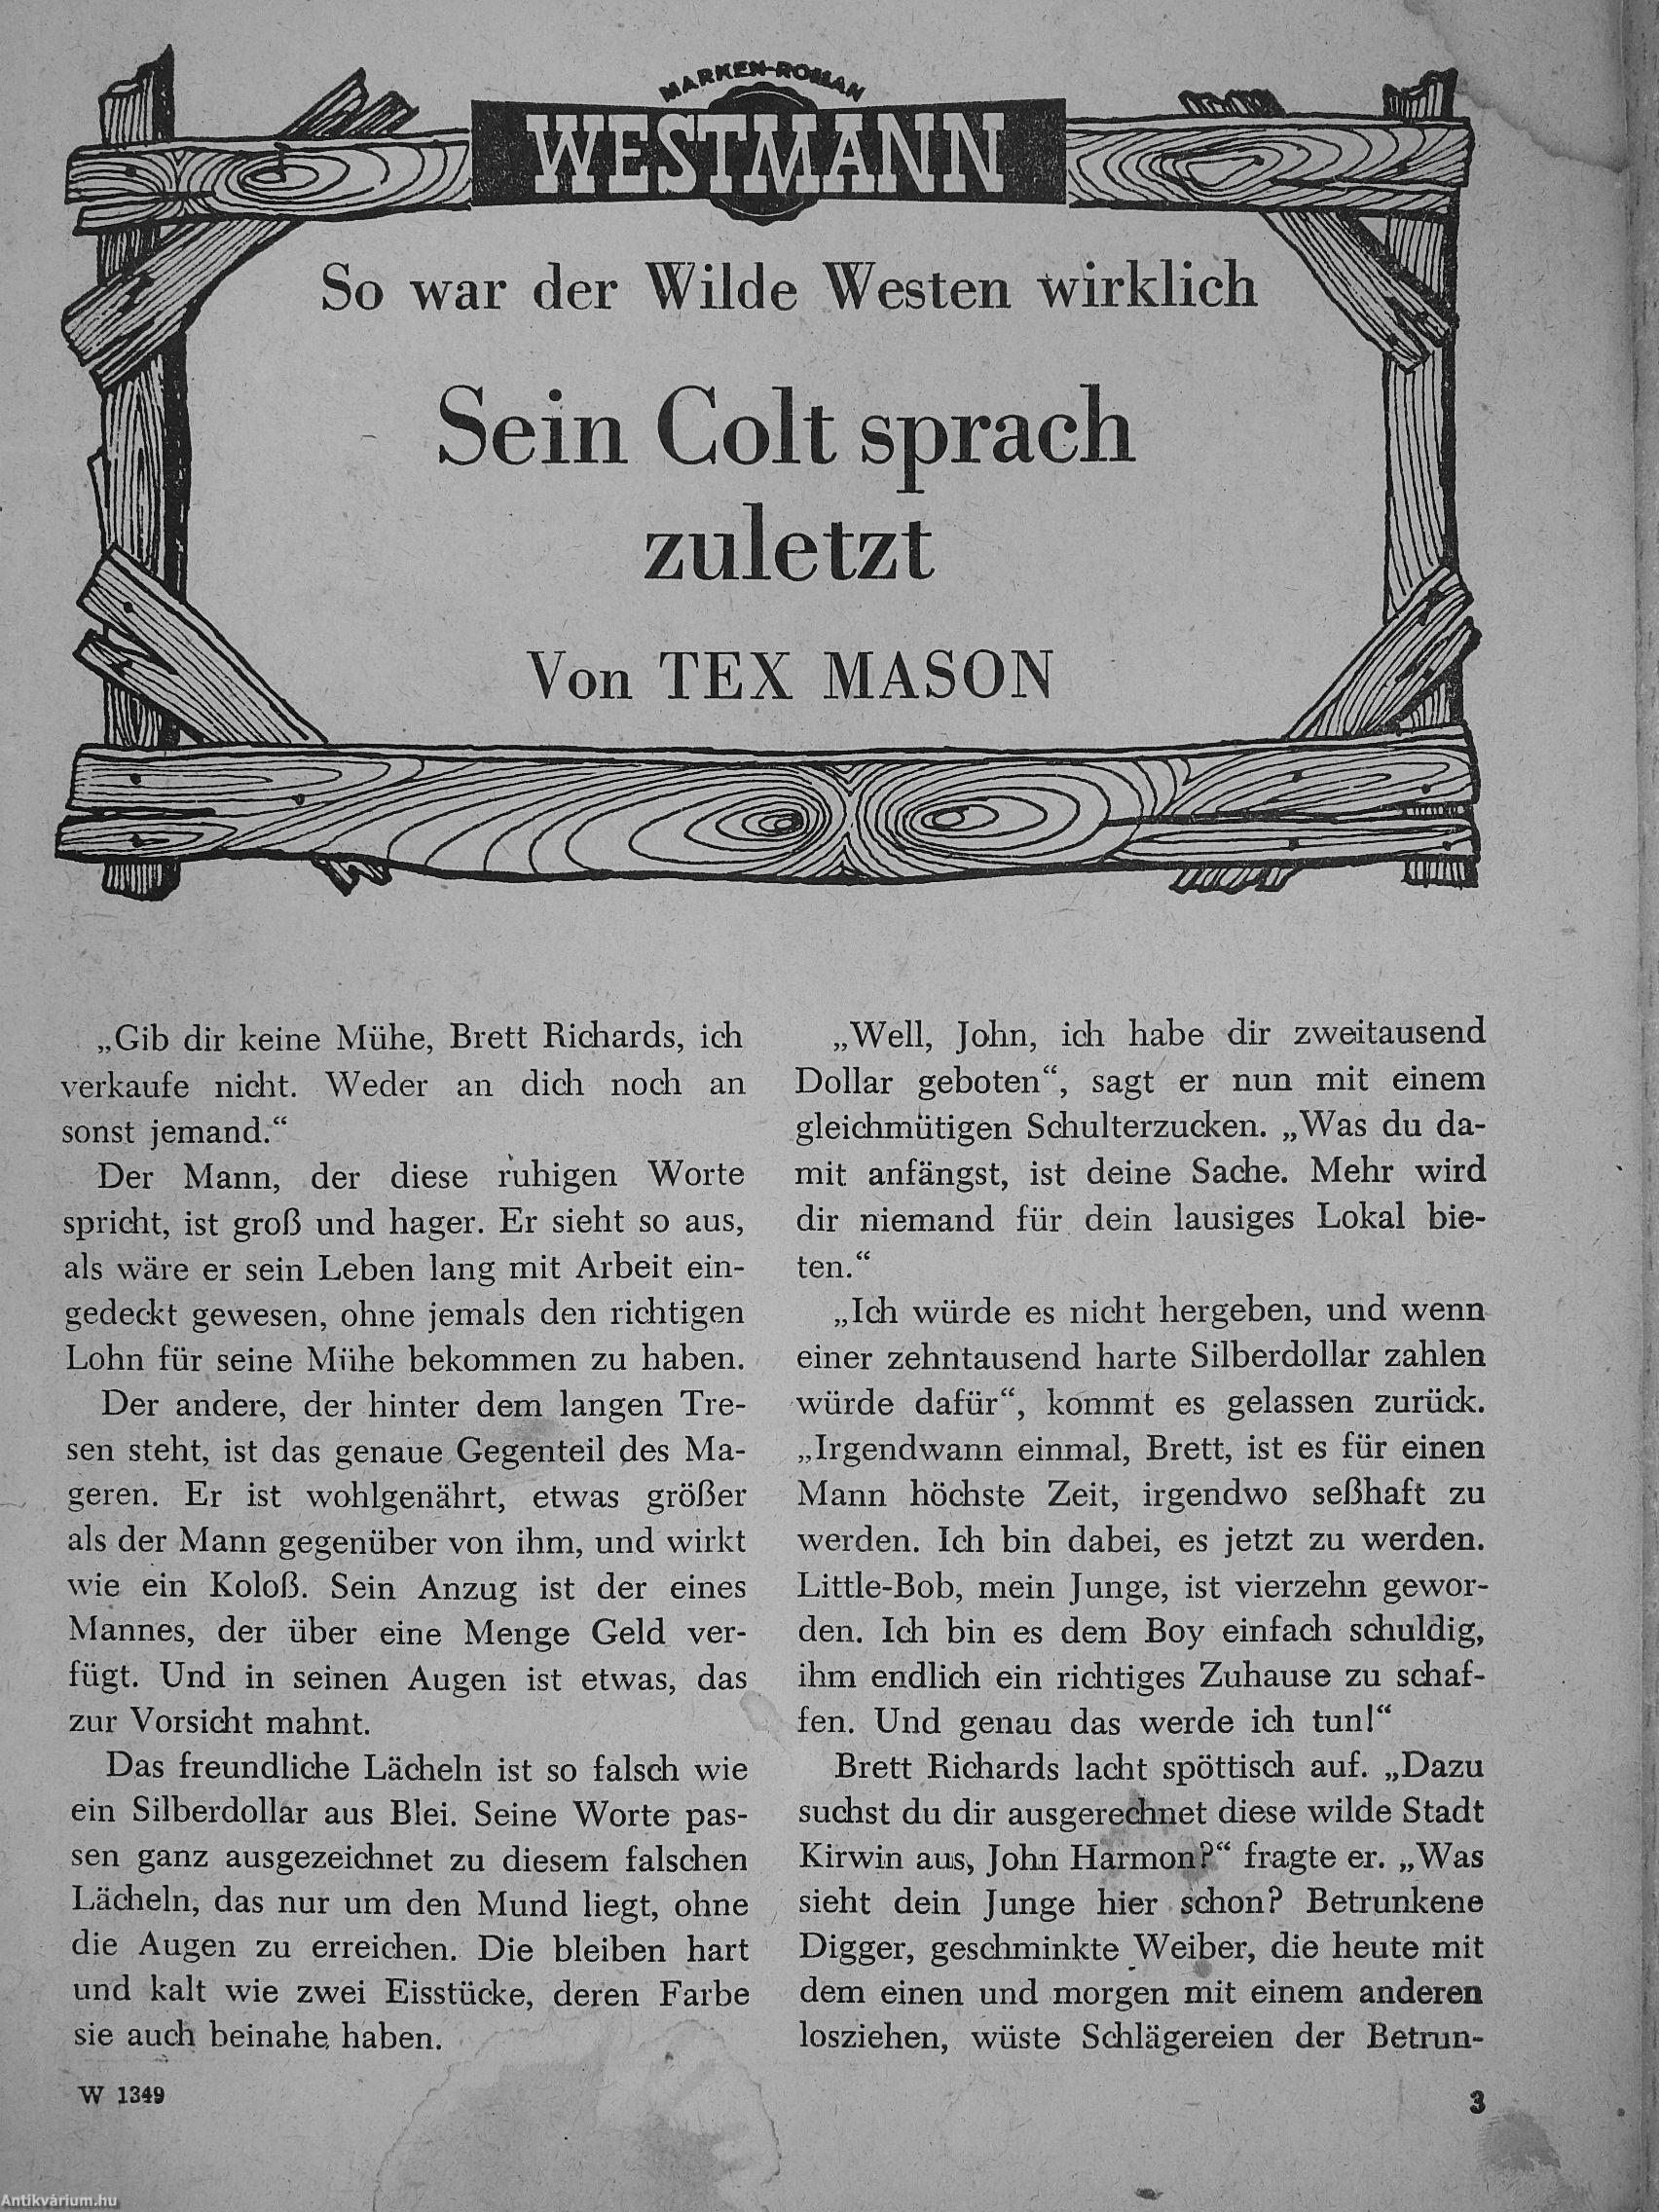 MARKEN-ROMAN
WESTMANN
So war der Wilde Westen wirklich
Sein Colt sprach
zuletzt
Von TEX MASON
„Gib dir keine Mühe, Brett Richards, ich
verkaufe nicht. Weder an dich noch an
sonst jemand.“
Der Mann, der diese ruhigen Worte
spricht, ist groß und hager. Er sieht so aus,
als wäre er sein Leben lang mit Arbeit ein-
gedeckt gewesen, ohne jemals den richtigen
Lohn für seine Mühe bekommen zu haben.
Der andere, der hinter dem langen Tre-
sen steht, ist das genaue Gegenteil des Ma-
geren. Er ist wohlgenährt, etwas größer
als der Mann gegenüber von ihm, und wirkt
wie ein Koloß. Sein Anzug ist der eines
Mannes, der über eine Menge Geld ver-
fügt. Und in seinen Augen ist etwas, das
zur Vorsicht mahnt.
Das freundliche Lächeln ist so falsch wie
ein Silberdollar aus Blei. Seine Worte pas-
sen ganz ausgezeichnet zu diesem falschen
Lächeln, das nur um den Mund liegt, ohne
die Augen zu erreichen. Die bleiben hart
und kalt wie zwei Eisstücke, deren Farbe
sie auch beinahe haben.
„Well, John, ich habe dir zweitausend
Dollar geboten“, sagt er nun mit einem
gleichmütigen Schulterzucken. „Was du da-
mit anfängst, ist deine Sache. Mehr wird
dir niemand für dein lausiges Lokal bie-
ten.“
„Ich würde es nicht hergeben, und wenn
einer zehntausend harte Silberdollar zahlen
würde dafür“, kommt es gelassen zurück.
„Irgendwann einmal, Brett, ist es für einen
Mann höchste Zeit, irgendwo seßhaft zu
werden. Ich bin dabei, es jetzt zu werden.
Little-Bob, mein Junge, ist vierzehn gewor-
den. Ich bin es dem Boy einfach schuldig,
ihm endlich ein richtiges Zuhause zu schaf-
fen. Und genau das werde ich tun!“
Brett Richards lacht spöttisch auf. „Dazu
suchst du dir ausgerechnet diese wilde Stadt
Kirwin aus, John Harmon?“ fragte er. „Was
sieht dein Junge hier schon? Betrunkene
Digger, geschminkte Weiber, die heute mit
dem einen und morgen mit einem anderen
losziehen, wüste Schlägereien der Betrun-
W 1349
3
Antikvárium.hu